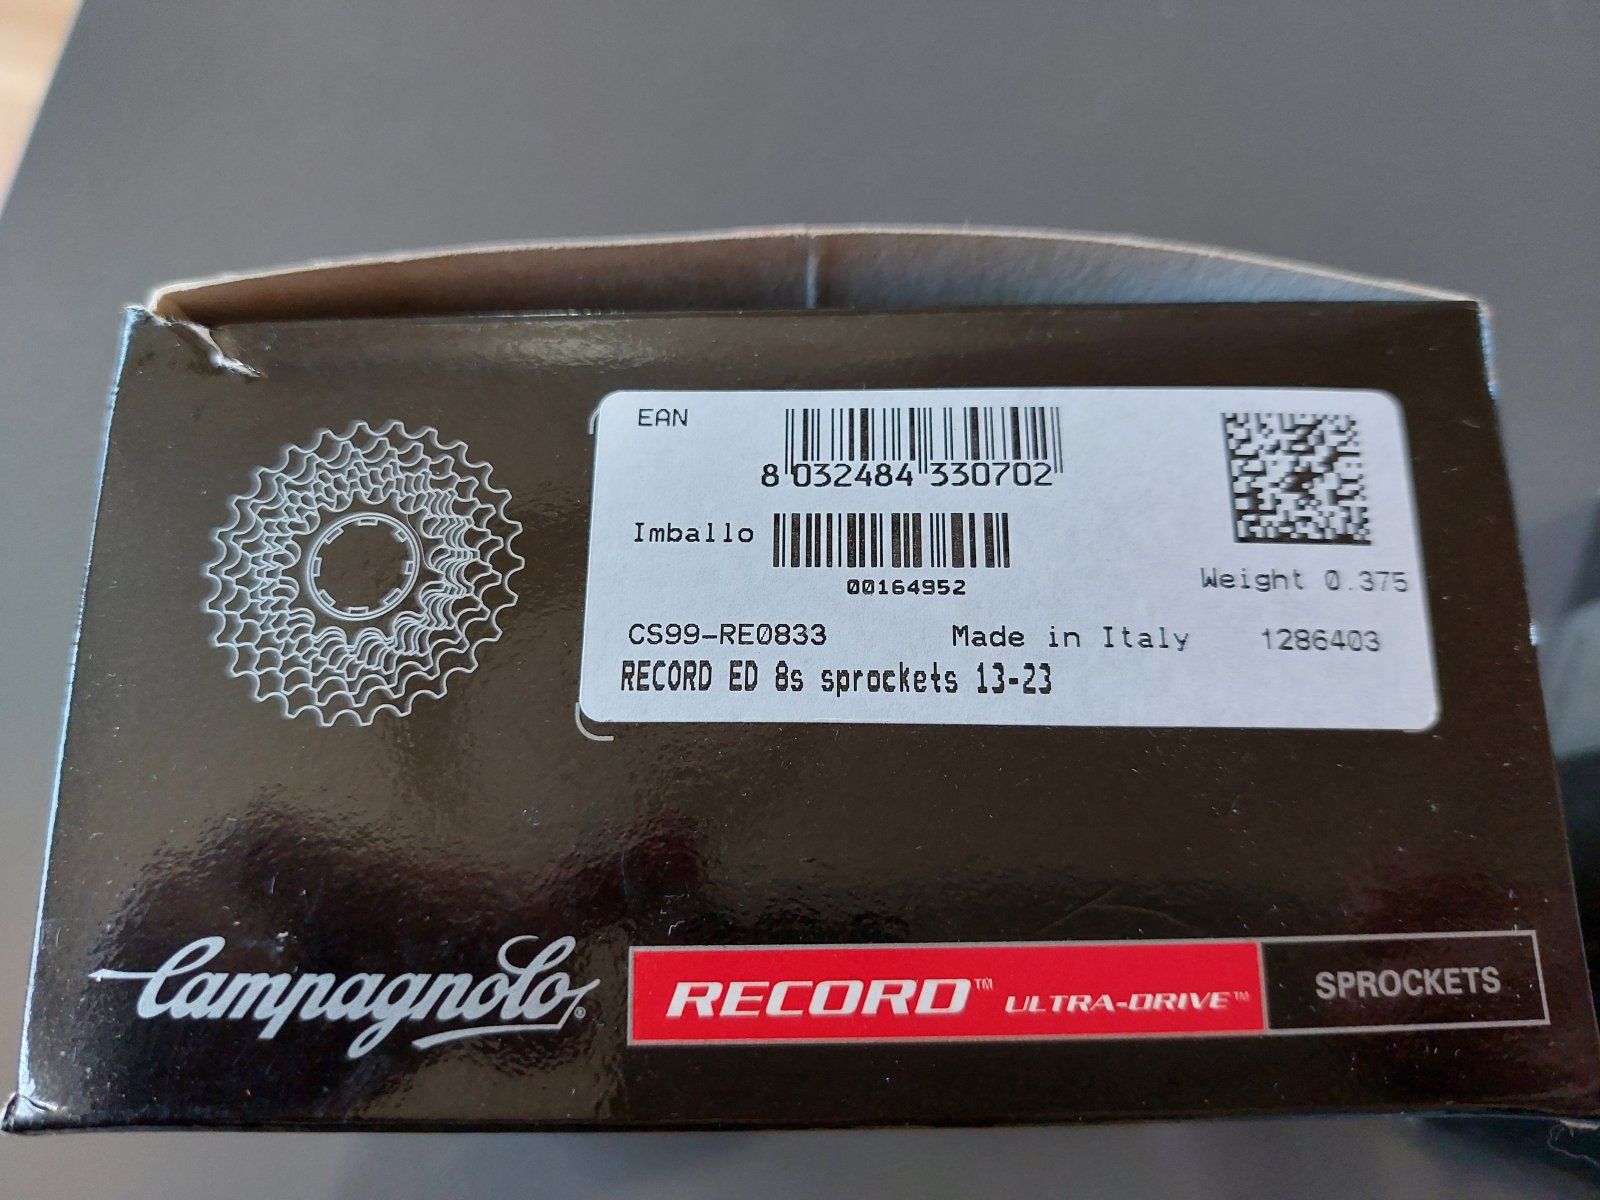 EAN
8 032484 330702
Imballo
00164952
Weight 0.375
CS99-RE0833 Made in Italy 1286403
RECORD ED 8s sprockets 13-23
Campagnolo®
RECORD™ ULTRA-DRIVE™ SPROCKETS